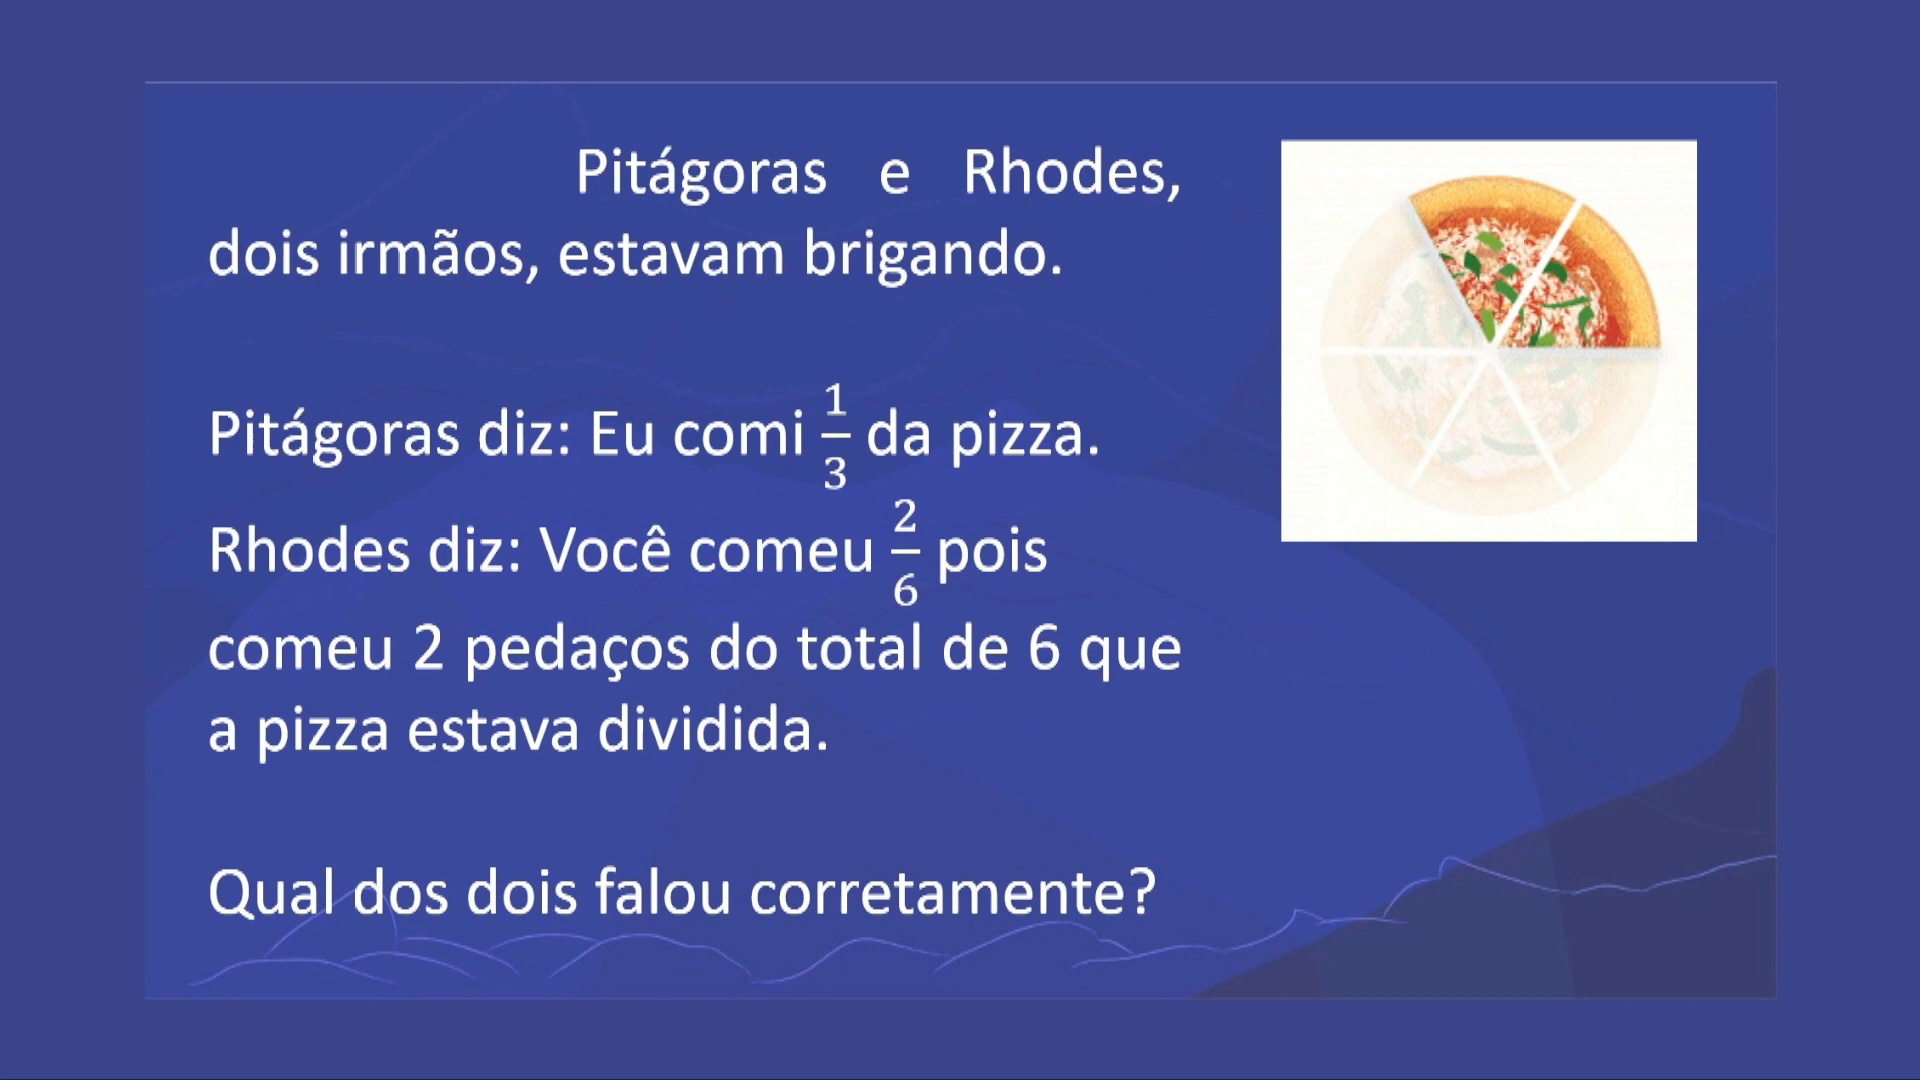 Pitágoras e Rhodes,
dois irmãos, estavam brigando.
Pitágoras diz: Eu comi 1/3 da pizza.
Rhodes diz: Você comeu 2/6 pois
comeu 2 pedaços do total de 6 que
a pizza estava dividida.
Qual dos dois falou corretamente?